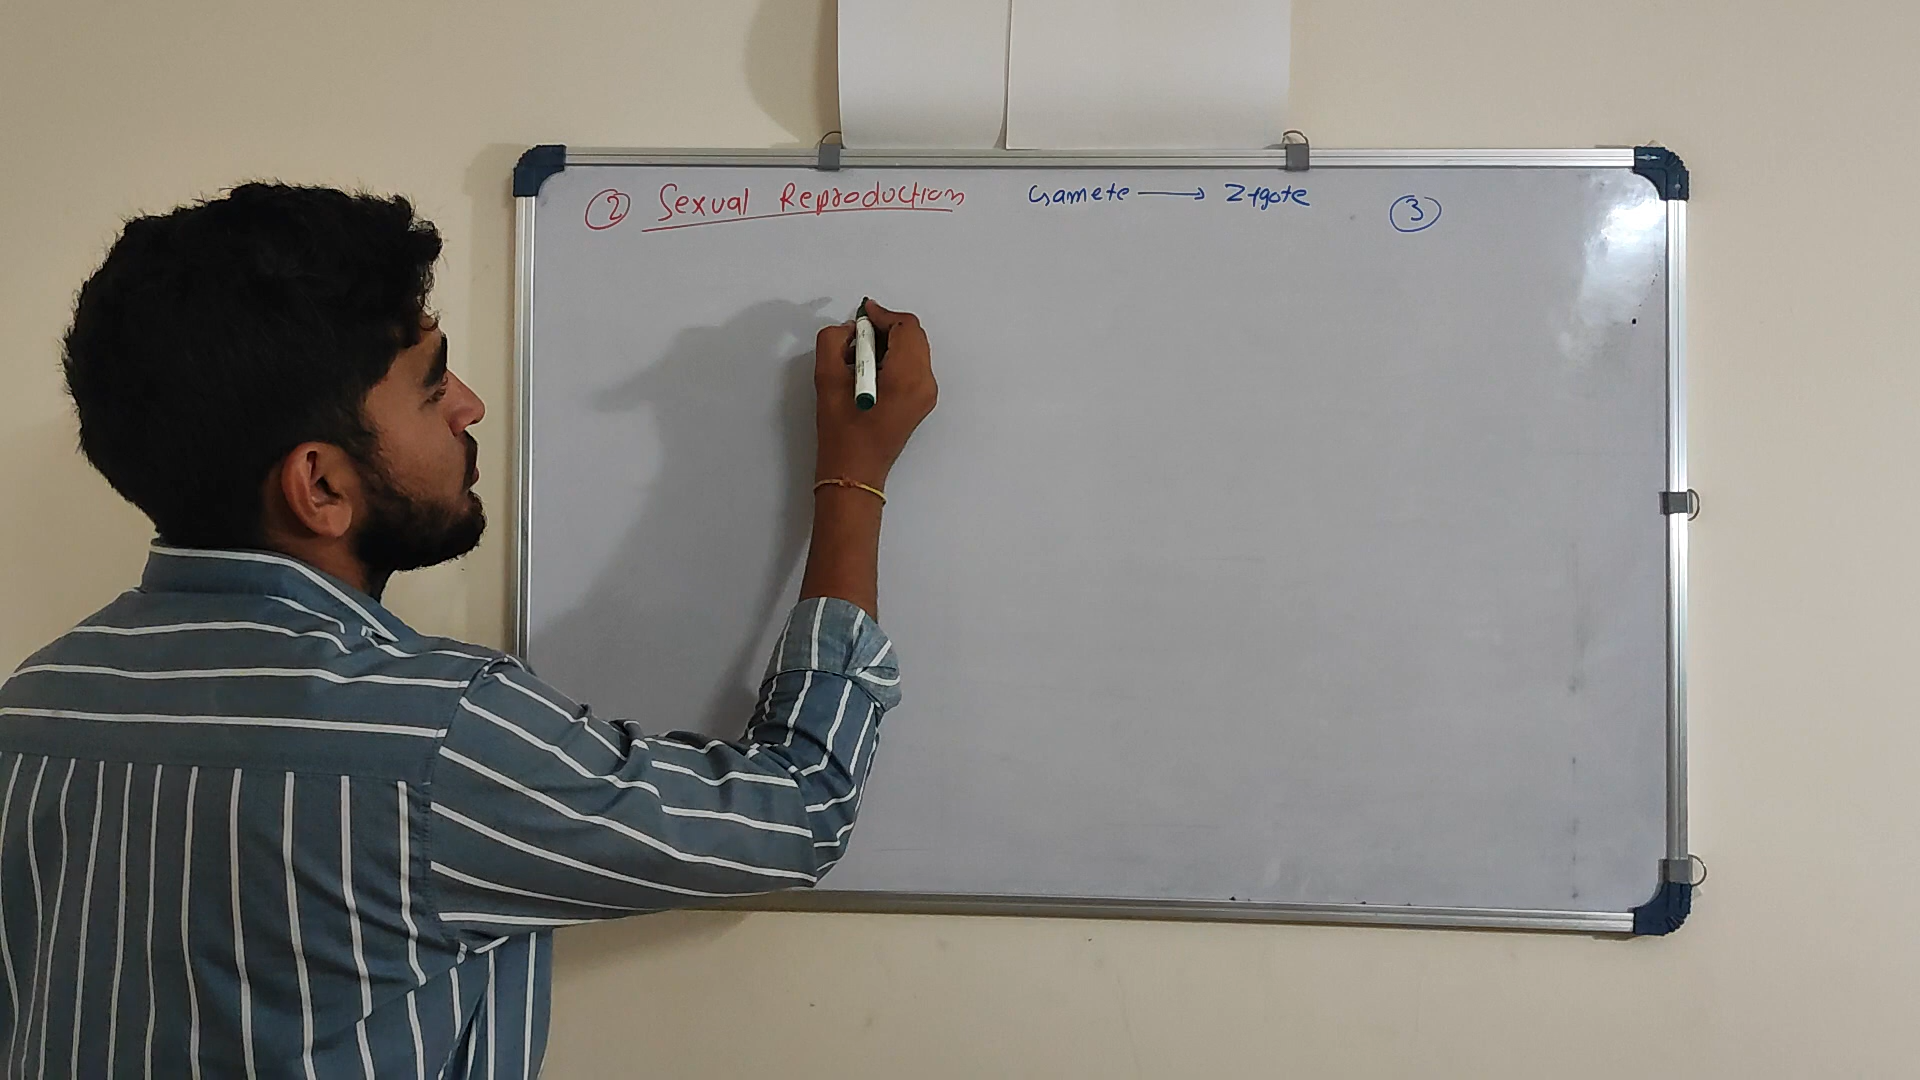 ② Sexual Reproduction Gamete → Zygote ③